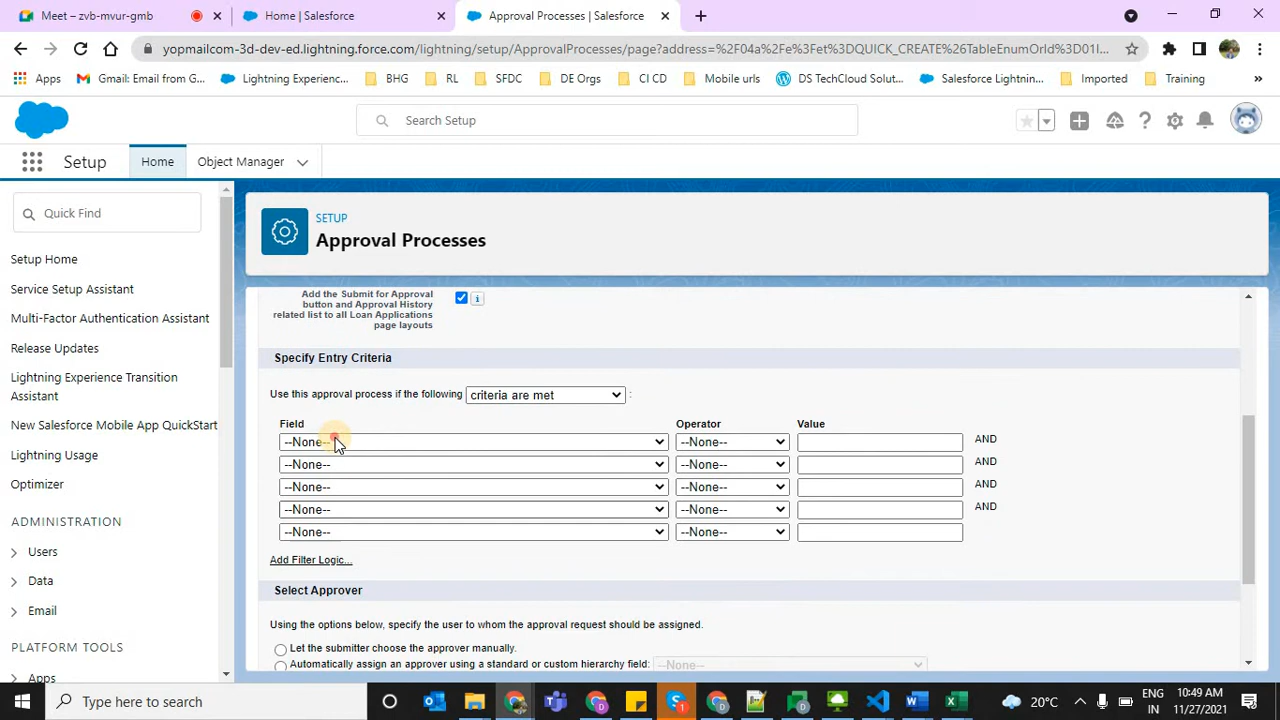 Meet – zvb-mvur-gmb
Home | Salesforce
Approval Processes | Salesforce
yopmailcom-3d-dev-ed.lightning.force.com/lightning/setup/ApprovalProcesses/page?address=%2F04a%2Fe%3Fet%3DQUICK_CREATE%26TableEnumOrId%3D01I...
Apps
Gmail: Email from G...
Lightning Experienc...
BHG
RL
SFDC
DE Orgs
CI CD
Mobile urls
DS TechCloud Solut...
Salesforce Lightnin...
Imported
Training
»
Search Setup
Setup
Home
Object Manager
Quick Find
Setup Home
Service Setup Assistant
Multi-Factor Authentication Assistant
Release Updates
Lightning Experience Transition
Assistant
New Salesforce Mobile App QuickStart
Lightning Usage
Optimizer
ADMINISTRATION
Users
Data
Email
PLATFORM TOOLS
Apps
SETUP
Approval Processes
Add the Submit for Approval
button and Approval History
related list to all Loan Applications
page layouts
Specify Entry Criteria
Use this approval process if the following criteria are met :
Field Operator Value
--None-- --None-- AND
--None-- --None-- AND
--None-- --None-- AND
--None-- --None-- AND
--None-- --None--
Add Filter Logic...
Select Approver
Using the options below, specify the user to whom the approval request should be assigned.
Let the submitter choose the approver manually.
Automatically assign an approver using a standard or custom hierarchy field: --None--
Type here to search
20°C
ENG
IN
10:49 AM
11/27/2021